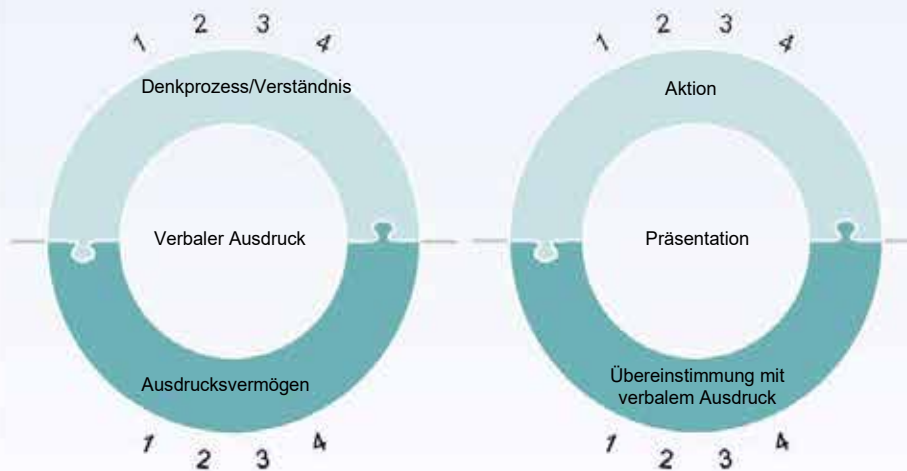 1 2 3 4
Denkprozess/Verständnis
Verbaler Ausdruck
Ausdrucksvermögen
1 2 3 4
1 2 3 4
Aktion
Präsentation
Übereinstimmung mit
verbalem Ausdruck
1 2 3 4